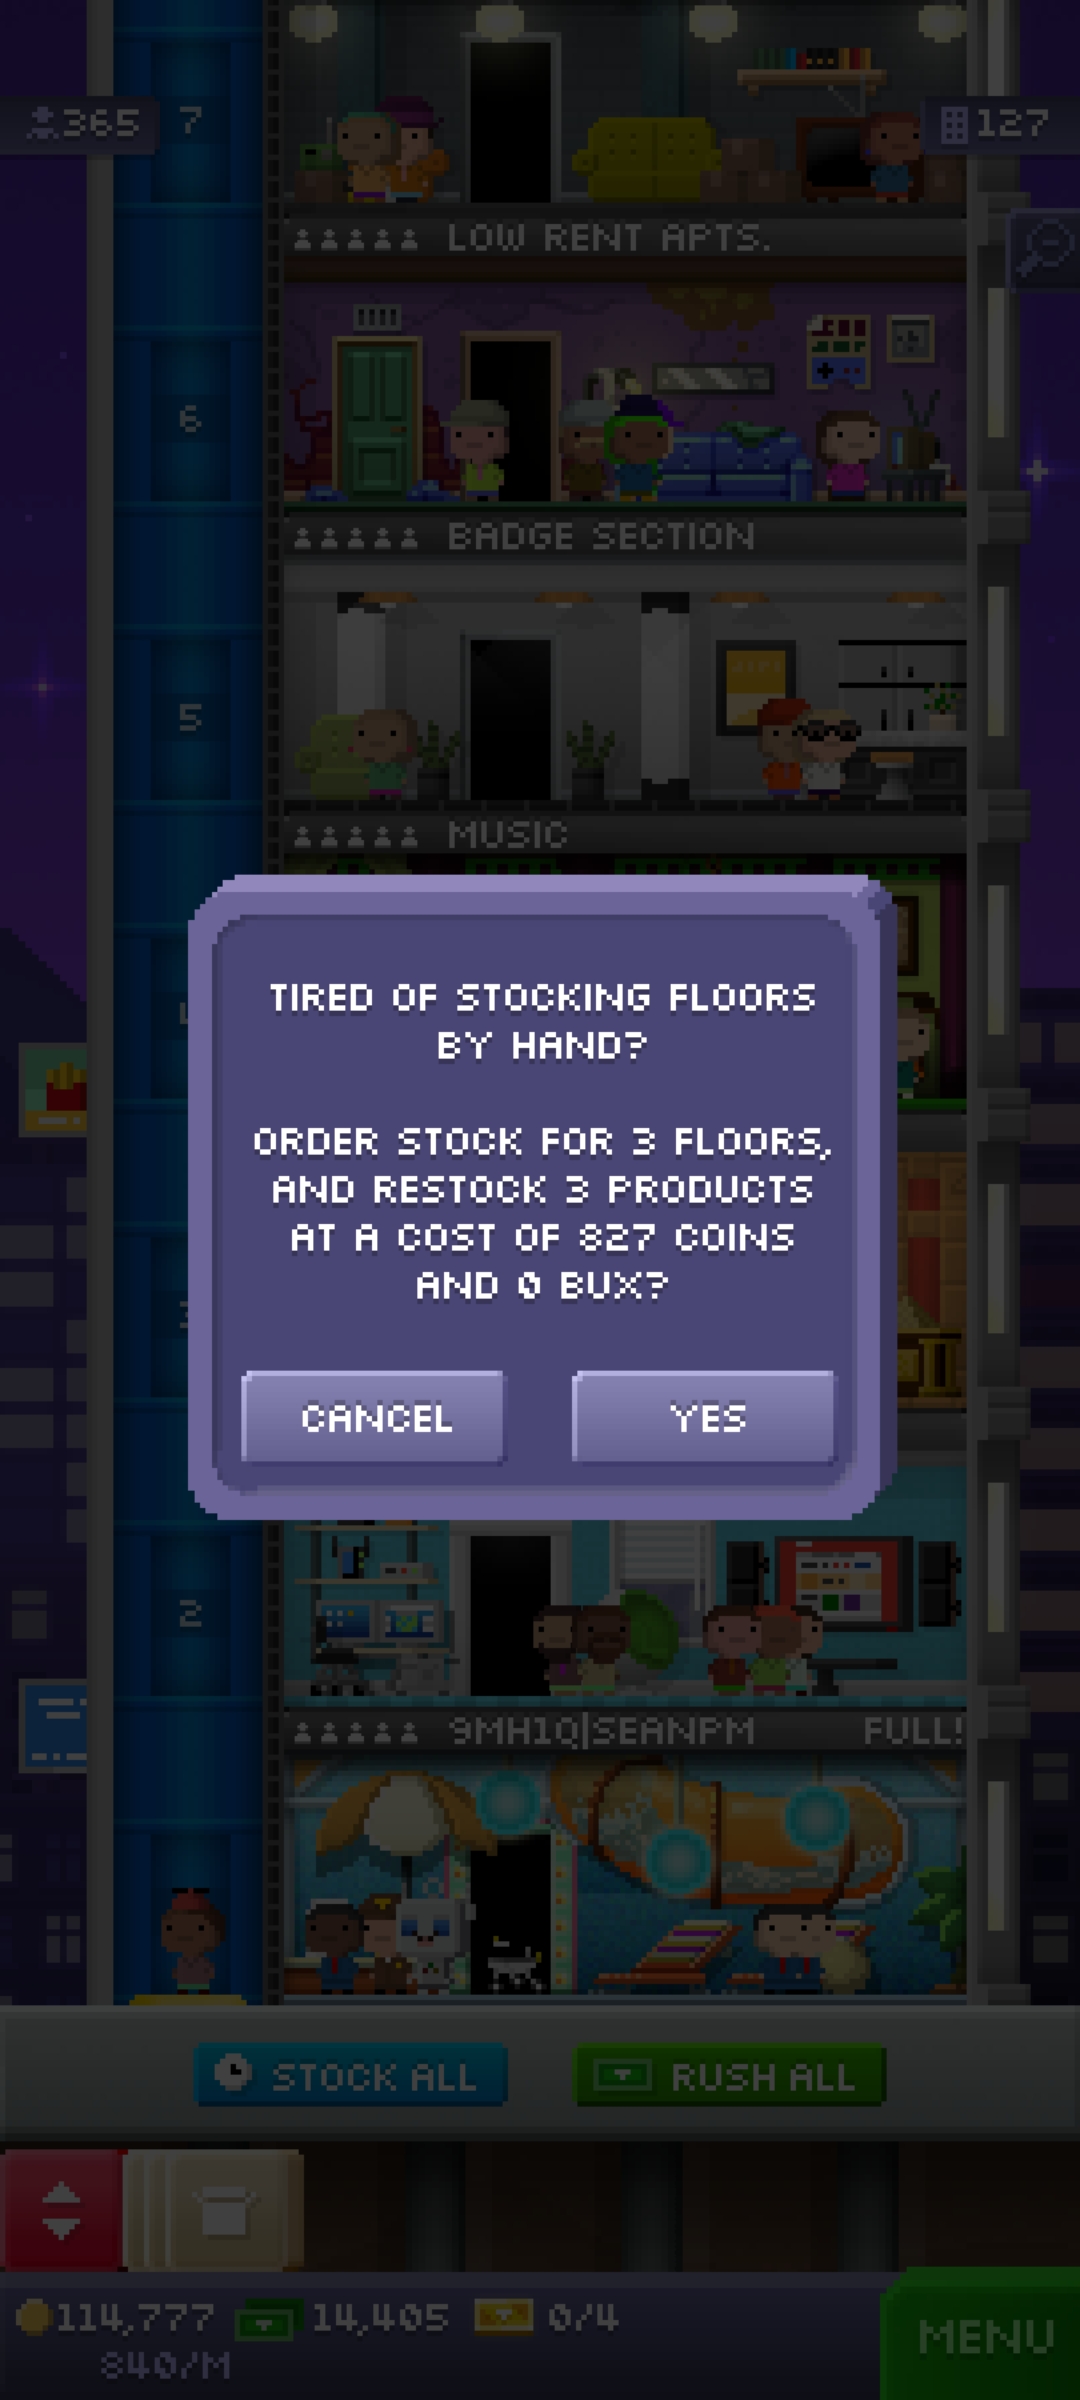 365
7
127
LOW RENT APTS.
6
BADGE SECTION
5
MUSIC
TIRED OF STOCKING FLOORS
BY HAND?
ORDER STOCK FOR 3 FLOORS,
AND RESTOCK 3 PRODUCTS
AT A COST OF 827 COINS
AND 0 BUX?
CANCEL
YES
2
9MH1Q|SEANPM
FULL!
STOCK ALL
RUSH ALL
114,777
14,405
0/4
840/M
MENU